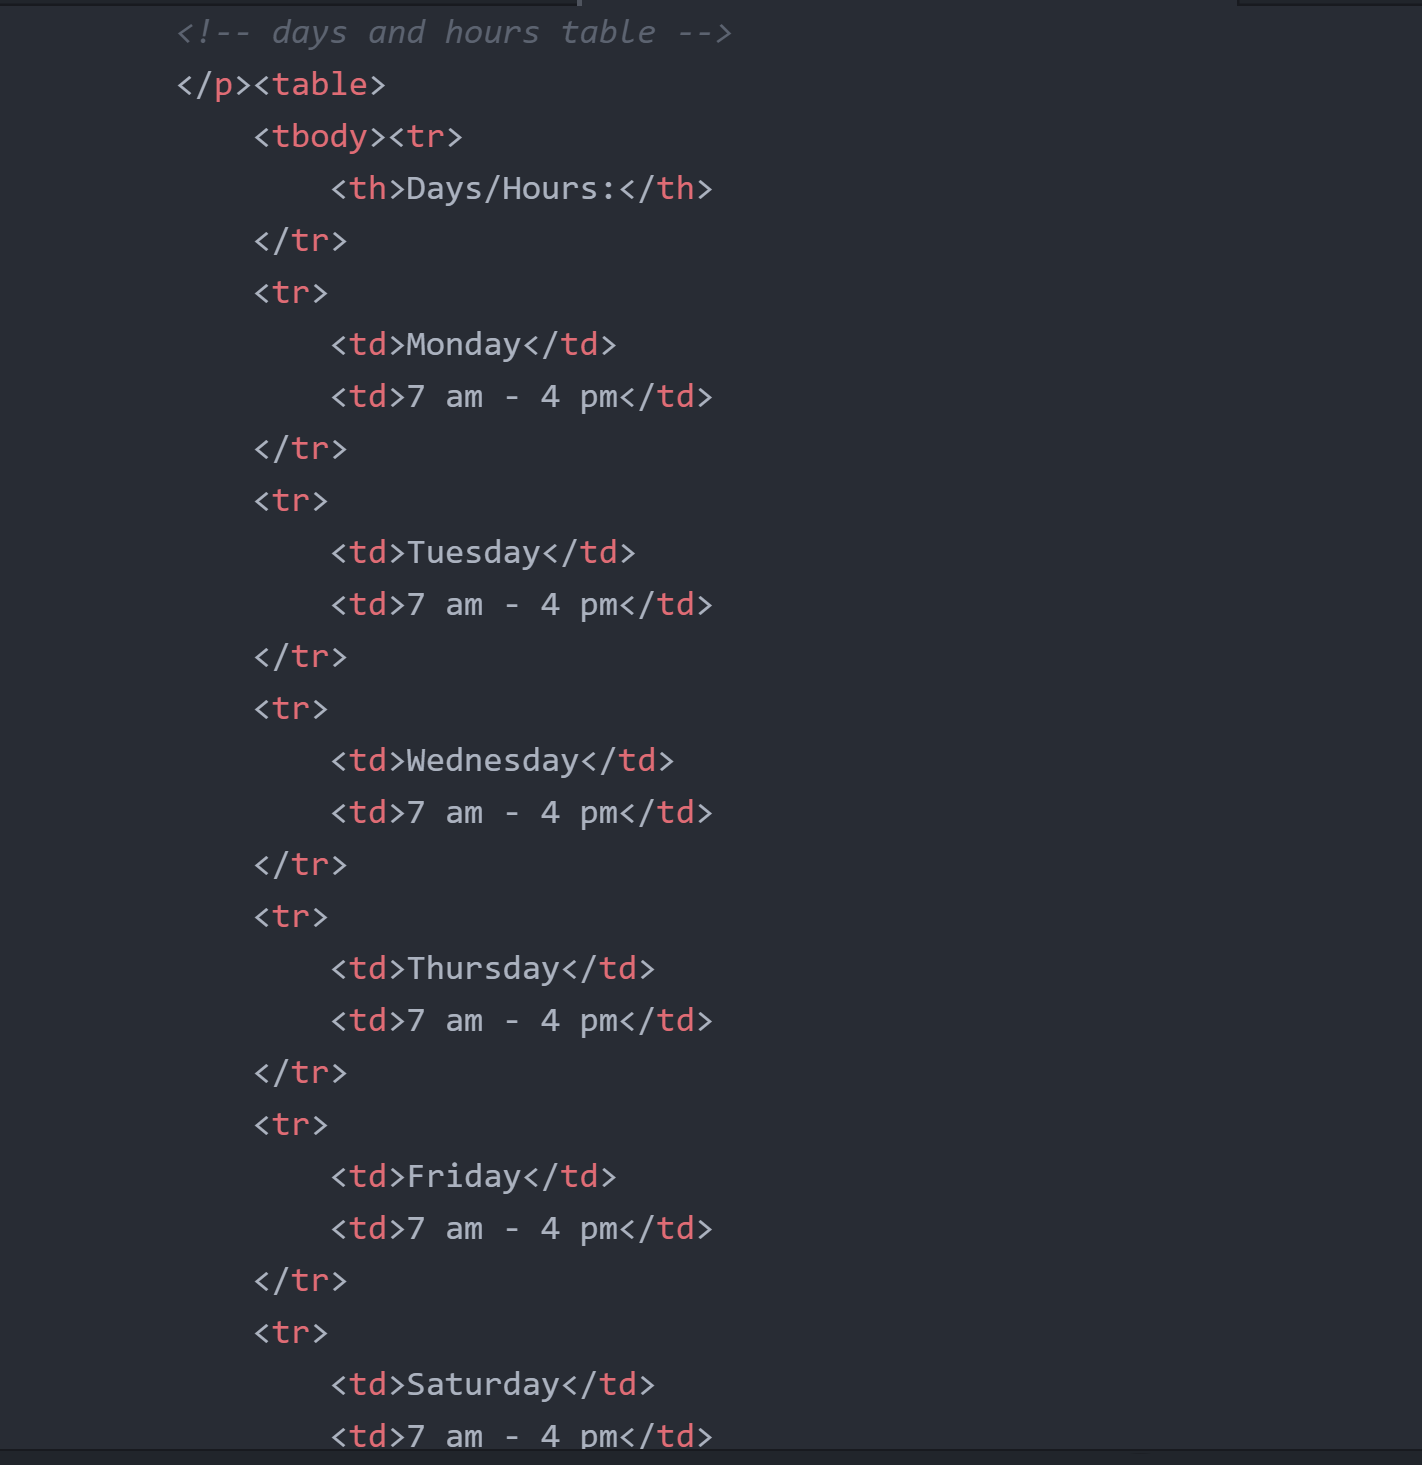 <!-- days and hours table -->
</p><table>
<tbody><tr>
<th>Days/Hours:</th>
</tr>
<tr>
<td>Monday</td>
<td>7 am - 4 pm</td>
</tr>
<tr>
<td>Tuesday</td>
<td>7 am - 4 pm</td>
</tr>
<tr>
<td>Wednesday</td>
<td>7 am - 4 pm</td>
</tr>
<tr>
<td>Thursday</td>
<td>7 am - 4 pm</td>
</tr>
<tr>
<td>Friday</td>
<td>7 am - 4 pm</td>
</tr>
<tr>
<td>Saturday</td>
<td>7 am - 4 pm</td>